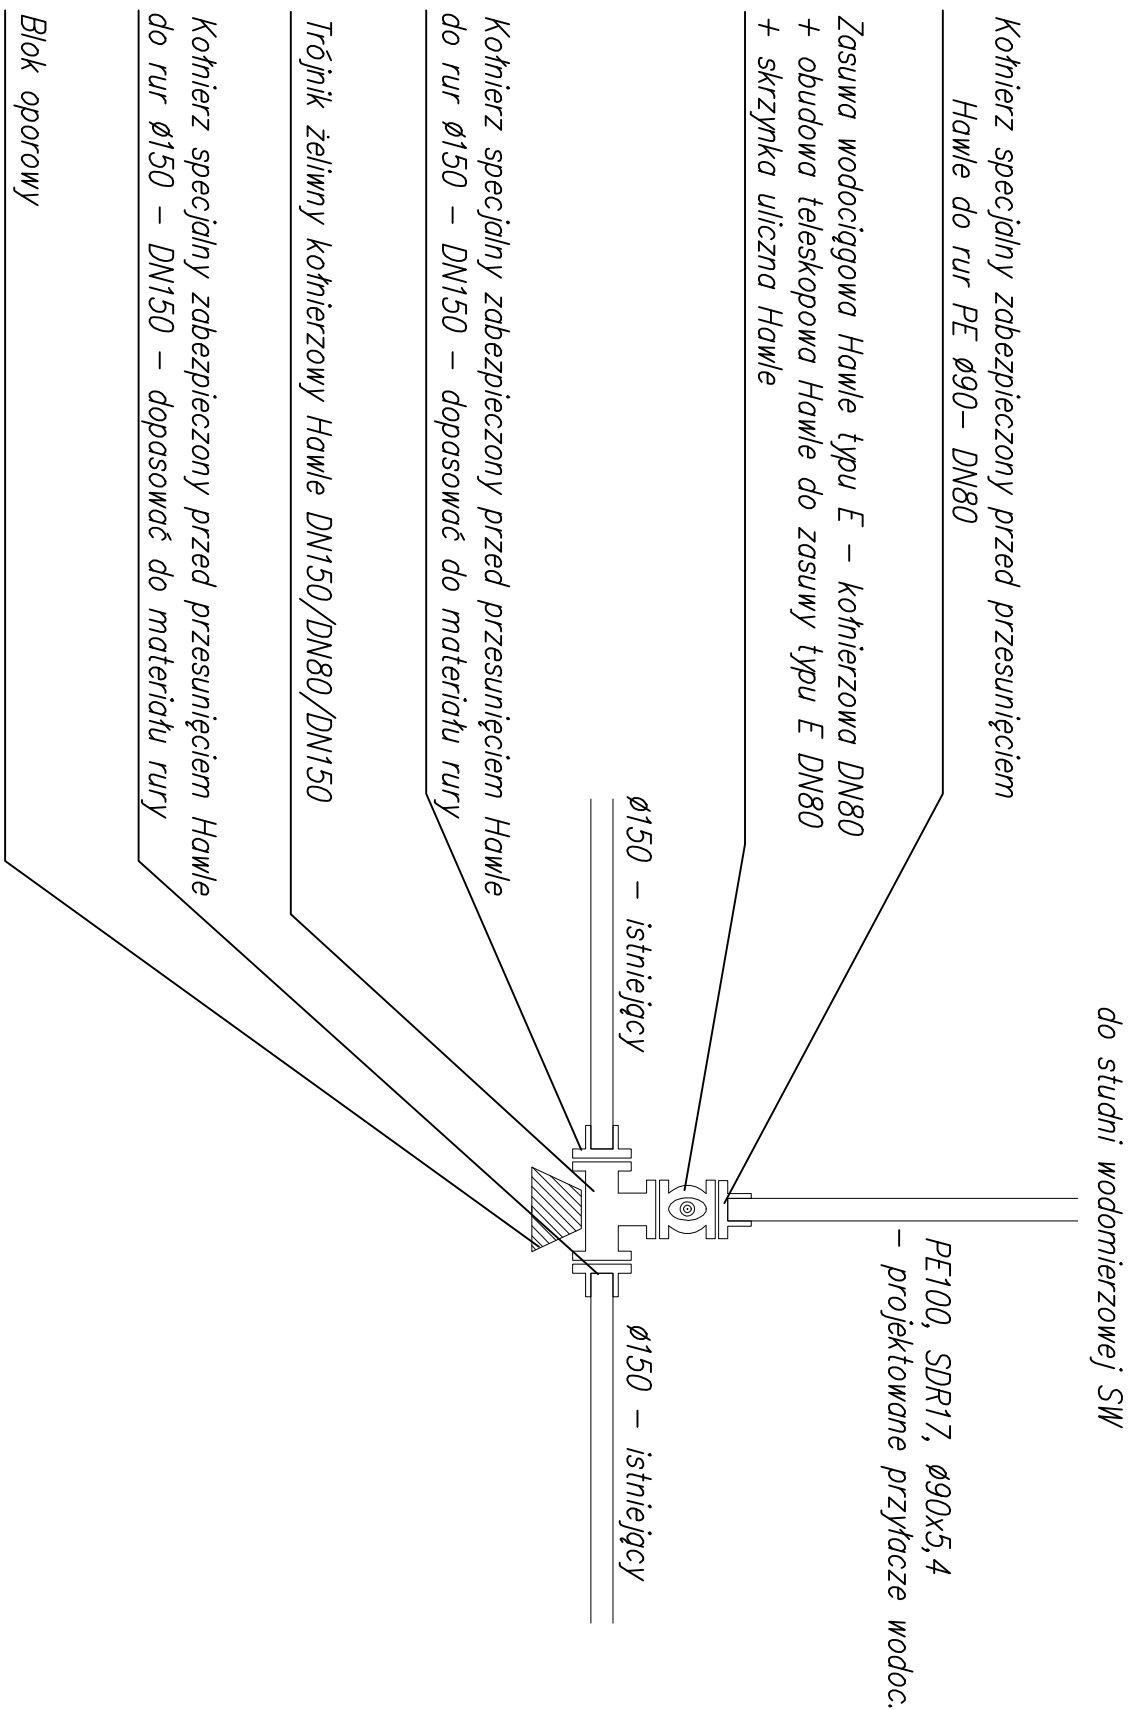 do studni wodomierzowej SW
Kołnierz specjalny zabezpieczony przed przesunięciem
Hawle do rur PE ø90– DN80
PE100, SDR17, ø90x5,4
– projektowane przyłacze wodoc.
Zasuwa wodociągowa Hawle typu E – kołnierzowa DN80
+ obudowa teleskopowa Hawle do zasuwy typu E DN80
+ skrzynka uliczna Hawle
ø150 – istniejący
ø150 – istniejący
Kołnierz specjalny zabezpieczony przed przesunięciem Hawle
do rur ø150 – DN150 – dopasować do materiału rury
Trójnik żeliwny kołnierzowy Hawle DN150/DN80/DN150
Kołnierz specjalny zabezpieczony przed przesunięciem Hawle
do rur ø150 – DN150 – dopasować do materiału rury
Blok oporowy